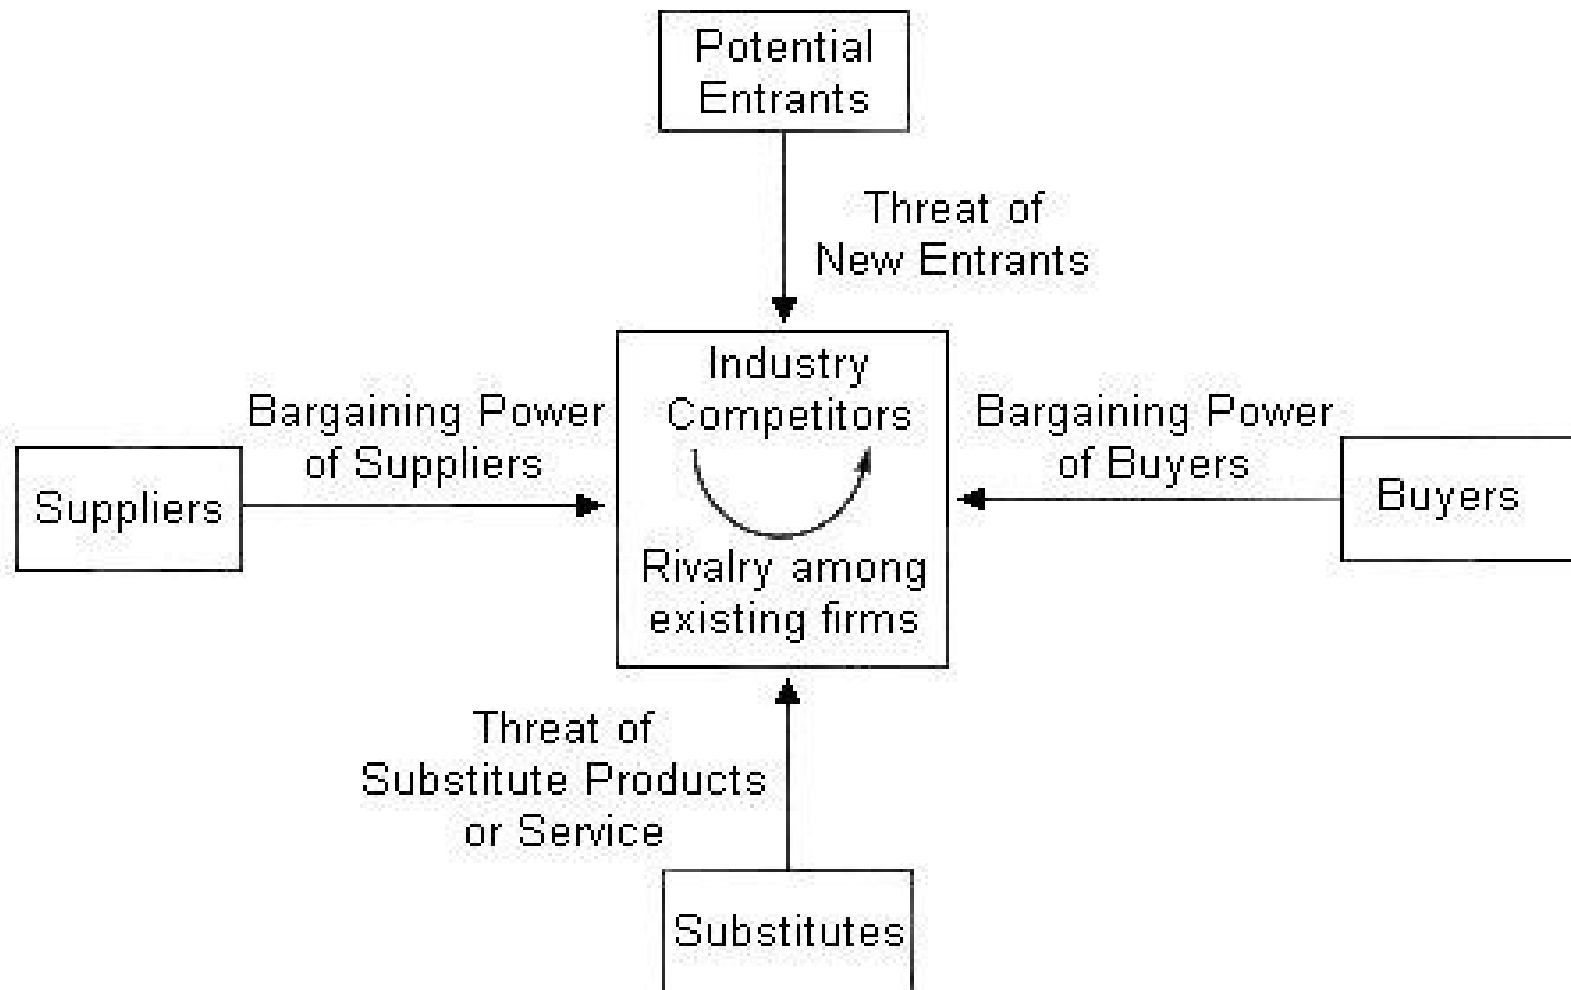 Potential
Entrants
Threat of
New Entrants
Industry
Competitors
Bargaining Power
of Suppliers
Bargaining Power
of Buyers
Suppliers
Buyers
Rivalry among
existing firms
Threat of
Substitute Products
or Service
Substitutes